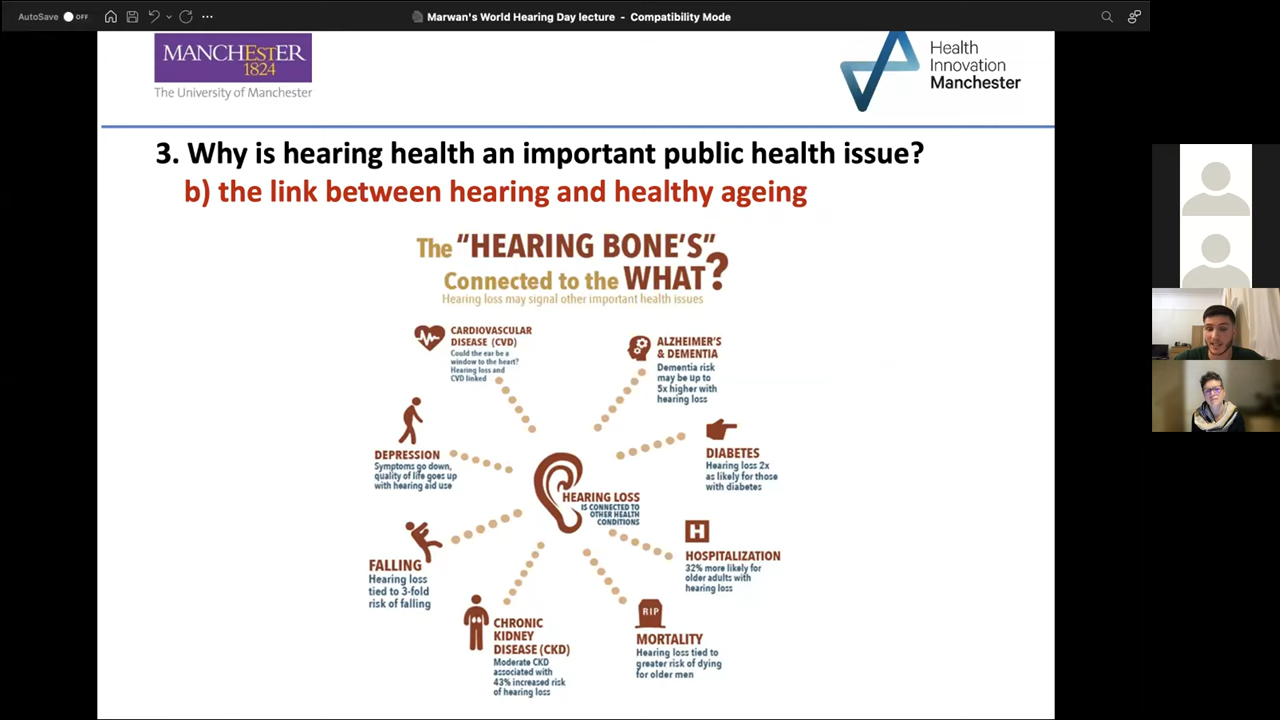 AutoSave OFF
Marwan's World Hearing Day lecture - Compatibility Mode
MANCHESTER
1824
The University of Manchester
Health
Innovation
Manchester
3. Why is hearing health an important public health issue?
b) the link between hearing and healthy ageing
The "HEARING BONE'S"
Connected to the WHAT?
Hearing loss may signal other important health issues
CARDIOVASCULAR
DISEASE (CVD)
Could the ear be a
window to the heart?
Hearing loss and
CVD linked
ALZHEIMER'S
& DEMENTIA
Dementia risk
may be up to
5x higher with
hearing loss
DEPRESSION
Symptoms go down,
quality of life goes up
with hearing aid use
DIABETES
Hearing loss 2x
as likely for those
with diabetes
HEARING LOSS
IS CONNECTED TO
OTHER HEALTH
CONDITIONS
FALLING
Hearing loss
tied to 3-fold
risk of falling
H
HOSPITALIZATION
32% more likely for
older adults with
hearing loss
CHRONIC
KIDNEY
DISEASE (CKD)
Moderate CKD
associated with
43% increased risk
of hearing loss
RIP
MORTALITY
Hearing loss tied to
greater risk of dying
for older men